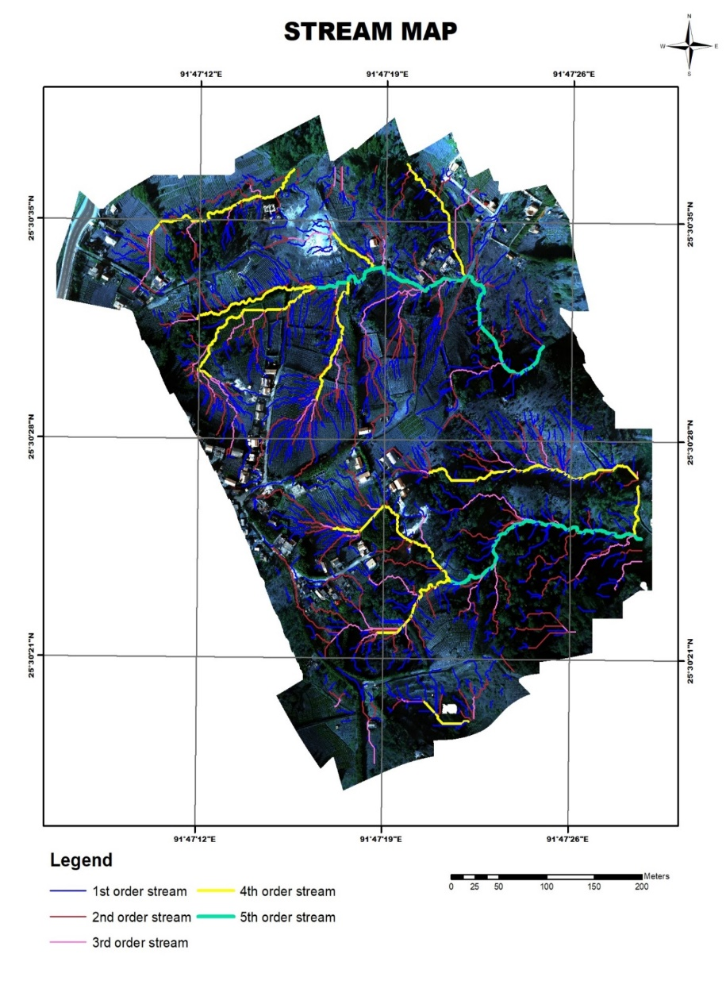 STREAM MAP
N
W E
S
91°47'12"E 91°47'19"E 91°47'26"E
25°30'35"N 25°30'35"N
25°30'28"N 25°30'28"N
25°30'21"N 25°30'21"N
91°47'12"E 91°47'19"E 91°47'26"E
Legend
1st order stream 4th order stream
2nd order stream 5th order stream
3rd order stream
Meters
0 25 50 100 150 200